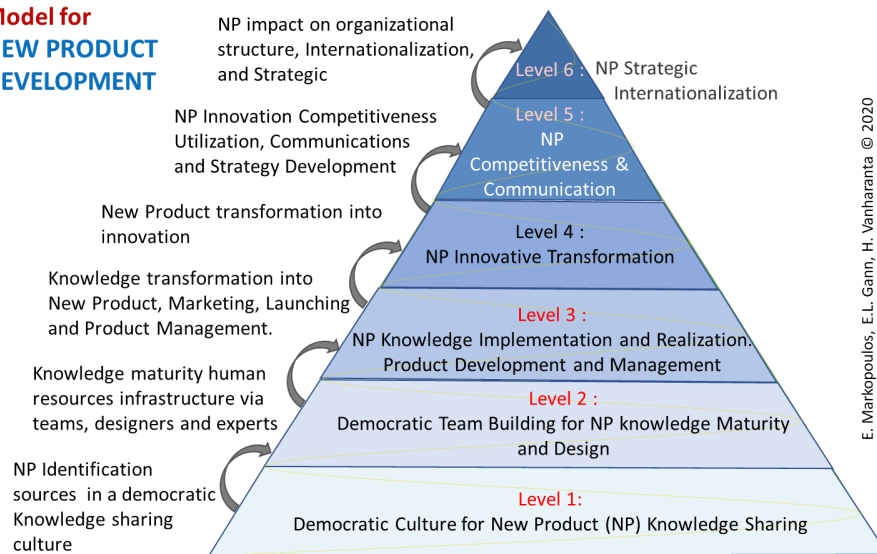 Model for
EW PRODUCT
EVELOPMENT
NP impact on organizational
structure, Internationalization,
and Strategic
Level 6 : NP Strategic
Internationalization
NP Innovation Competitiveness
Utilization, Communications
and Strategy Development
Level 5 :
NP
Competitiveness &
Communication
New Product transformation into
innovation
Level 4 :
NP Innovative Transformation
Knowledge transformation into
New Product, Marketing, Launching
and Product Management.
Level 3 :
NP Knowledge Implementation and Realization.
Product Development and Management
Knowledge maturity human
resources infrastructure via
teams, designers and experts
Level 2 :
Democratic Team Building for NP knowledge Maturity
and Design
NP Identification
sources in a democratic
Knowledge sharing
culture
Level 1:
Democratic Culture for New Product (NP) Knowledge Sharing
E. Markopoulos, E.L. Gann, H. Vanharanta © 2020